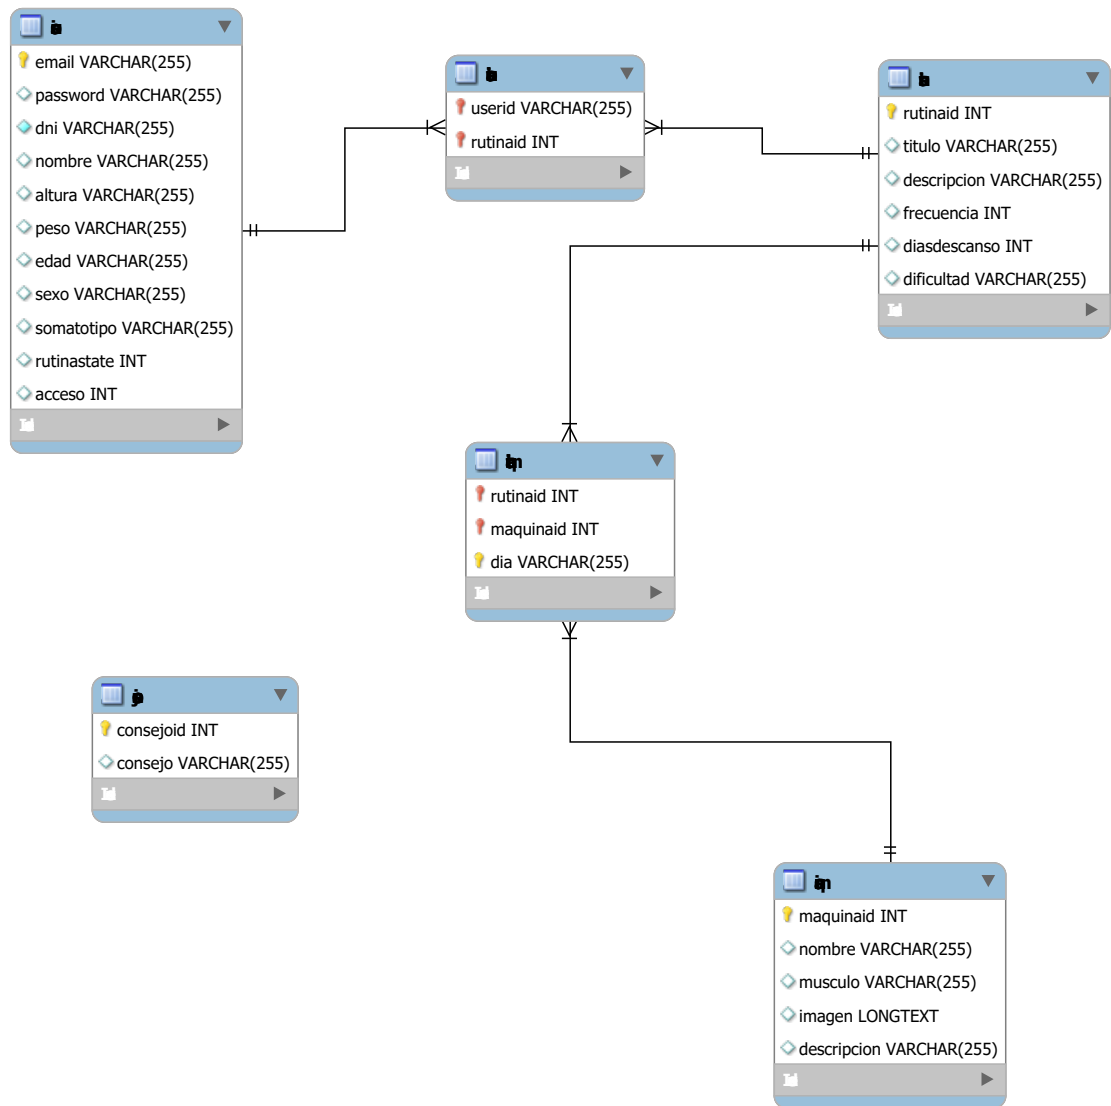 email VARCHAR(255)
password VARCHAR(255)
dni VARCHAR(255)
nombre VARCHAR(255)
altura VARCHAR(255)
peso VARCHAR(255)
edad VARCHAR(255)
sexo VARCHAR(255)
somatotipo VARCHAR(255)
rutinastate INT
acceso INT
userid VARCHAR(255)
rutinaid INT
rutinaid INT
titulo VARCHAR(255)
descripcion VARCHAR(255)
frecuencia INT
diasdescanso INT
dificultad VARCHAR(255)
rutinaid INT
maquinaid INT
dia VARCHAR(255)
consejoid INT
consejo VARCHAR(255)
maquinaid INT
nombre VARCHAR(255)
musculo VARCHAR(255)
imagen LONGTEXT
descripcion VARCHAR(255)